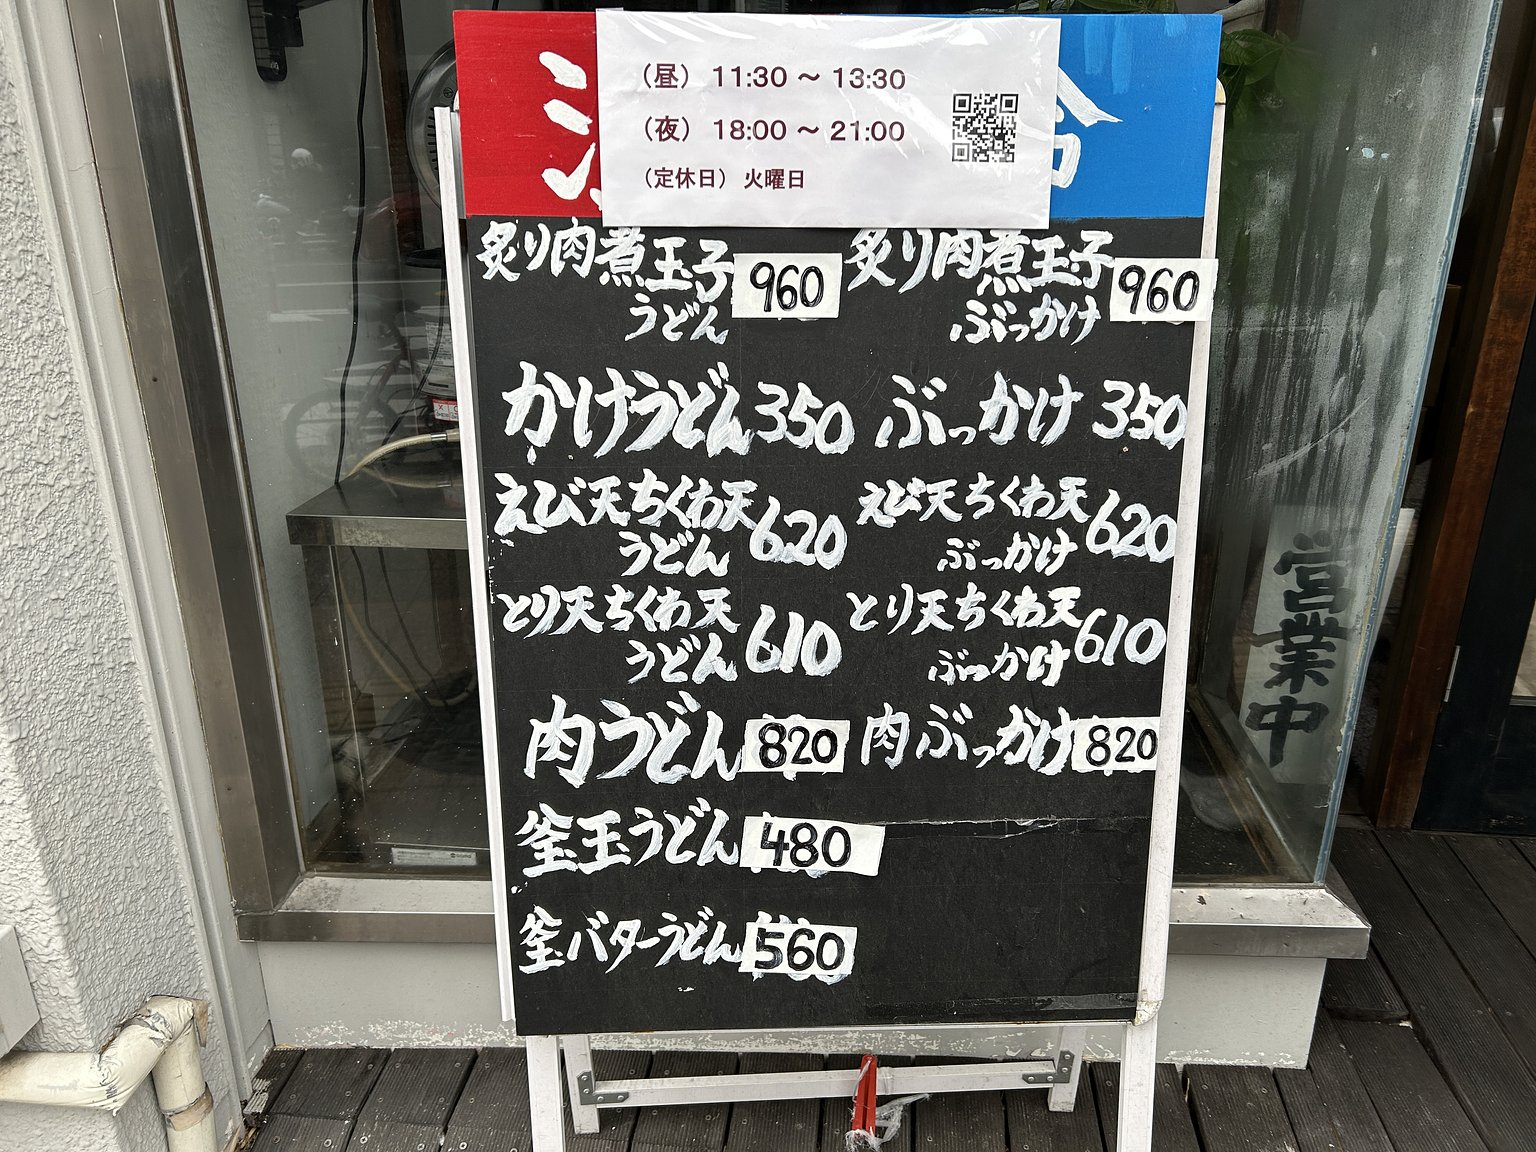 （昼） 11:30 〜 13:30
（夜） 18:00 〜 21:00
（定休日） 火曜日
炙り肉煮玉子
うどん
960
かけうどん 350
えび天ちくわ天
うどん
620
とり天ちくわ天
うどん
610
肉うどん 820
釜玉うどん 480
釜バターうどん 560
炙り肉煮玉子
ぶっかけ
960
ぶっかけ 350
えび天ちくわ天
ぶっかけ
620
とり天ちくわ天
ぶっかけ
610
肉ぶっかけ 820
営業中